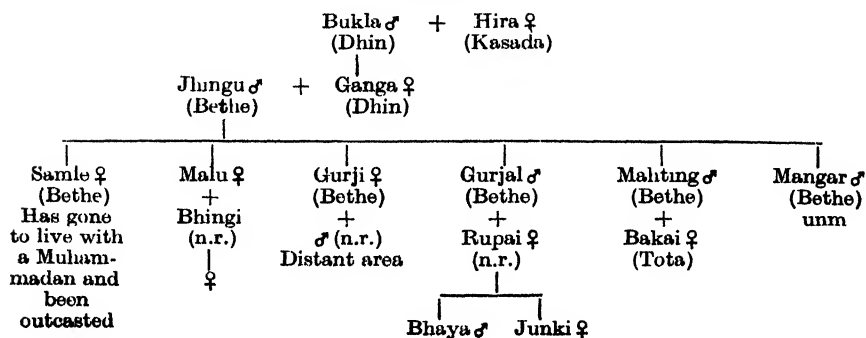 Bukla ♂ + Hira ♀
(Dhin) (Kasada)
Jhungu ♂ + Ganga ♀
(Bethe) (Dhin)
Samle ♀ Malu ♀ Gurji ♀ Gurjal ♂ Mahting ♂ Mangar ♂
(Bethe) + (Bethe) (Bethe) (Bethe) (Bethe)
Has gone Bhingi + + + unm
to live with (n.r.) ♂ (n.r.) Rupai ♀ Bakai ♀
a Muham- Distant area (n.r.) (Tota)
madan and ♀
been
outcasted
Bhaya ♂ Junki ♀